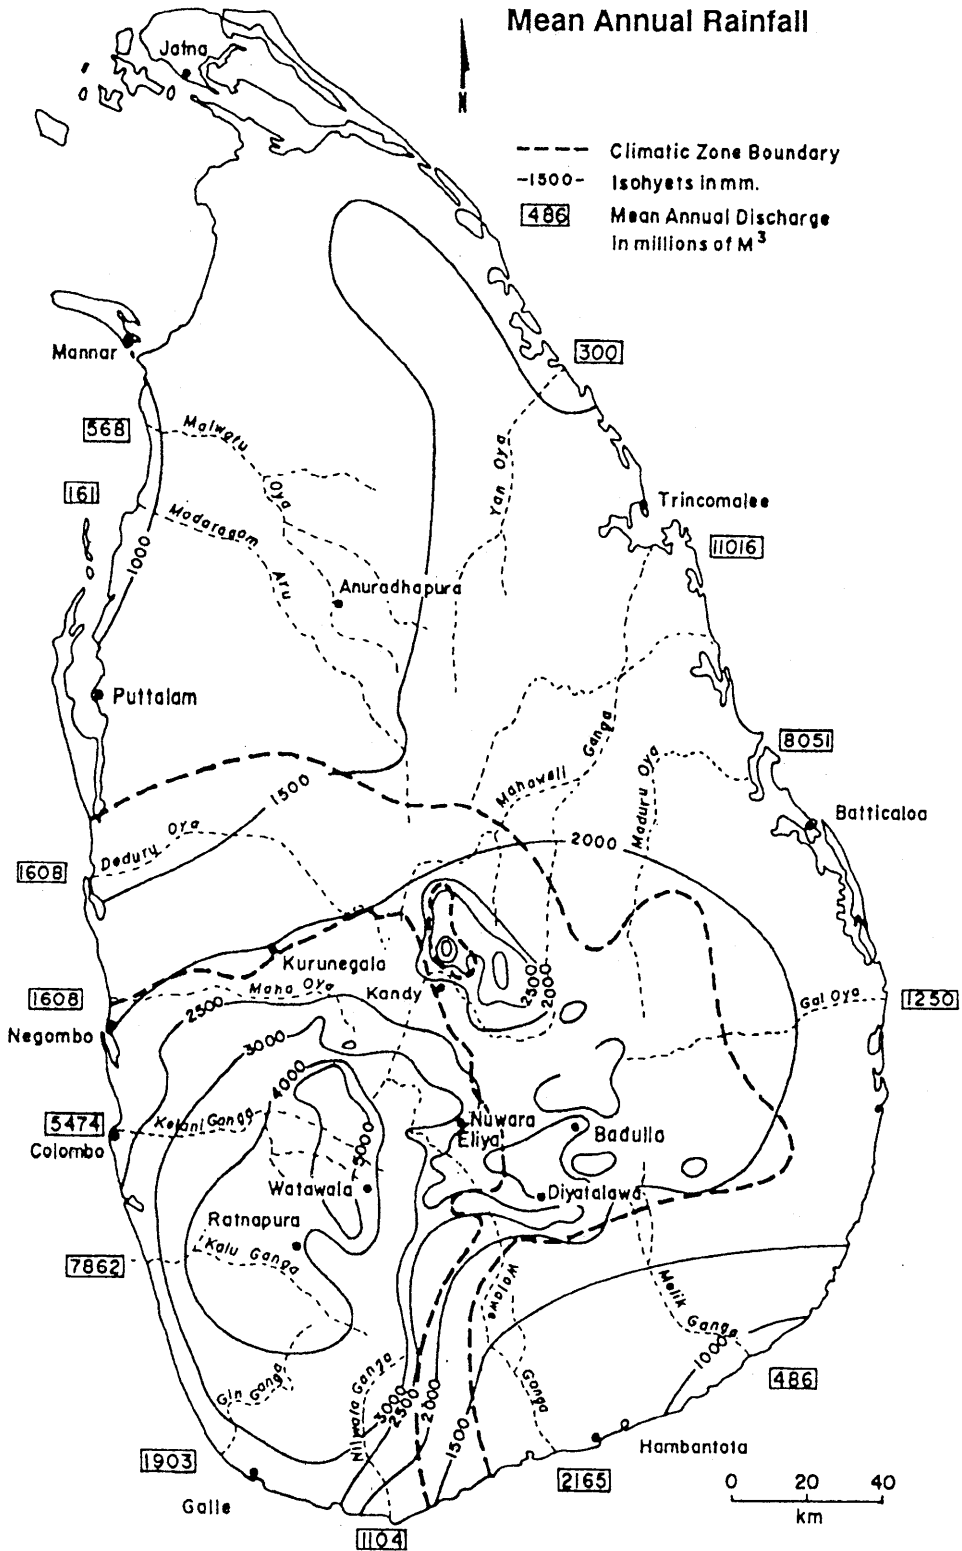 Mean Annual Rainfall
N
Climatic Zone Boundary
-1500- Isohyets in mm.
486 Mean Annual Discharge
in millions of M³
Jafna
Mannar
300
568
Malwatu
Oya
161
Madaragam
Aru
Yan Oya
Trincomalee
11016
1000
Anuradhapura
Puttalam
8051
Mahaweli Ganga
Maduru Oya
1500
Batticaloa
Deduru Oya
1608
2000
Kurunegala
Kandy
2500
2000
1608
Negombo
Maha Oya
2500
Gal Oya
1250
3000
4000
5474
Colombo
Kelani Ganga
5000
Nuwara
Eliya
Badulla
Watawala
Diyatalawa
Ratnapura
7862
Kalu Ganga
Walawe
Ganga
Melik
Ganga
Gin Ganga
Nilwala Ganga
3000
2500
2000
1500
1000
486
1903
Galle
Hambantota
2165
1104
0 20 40
km